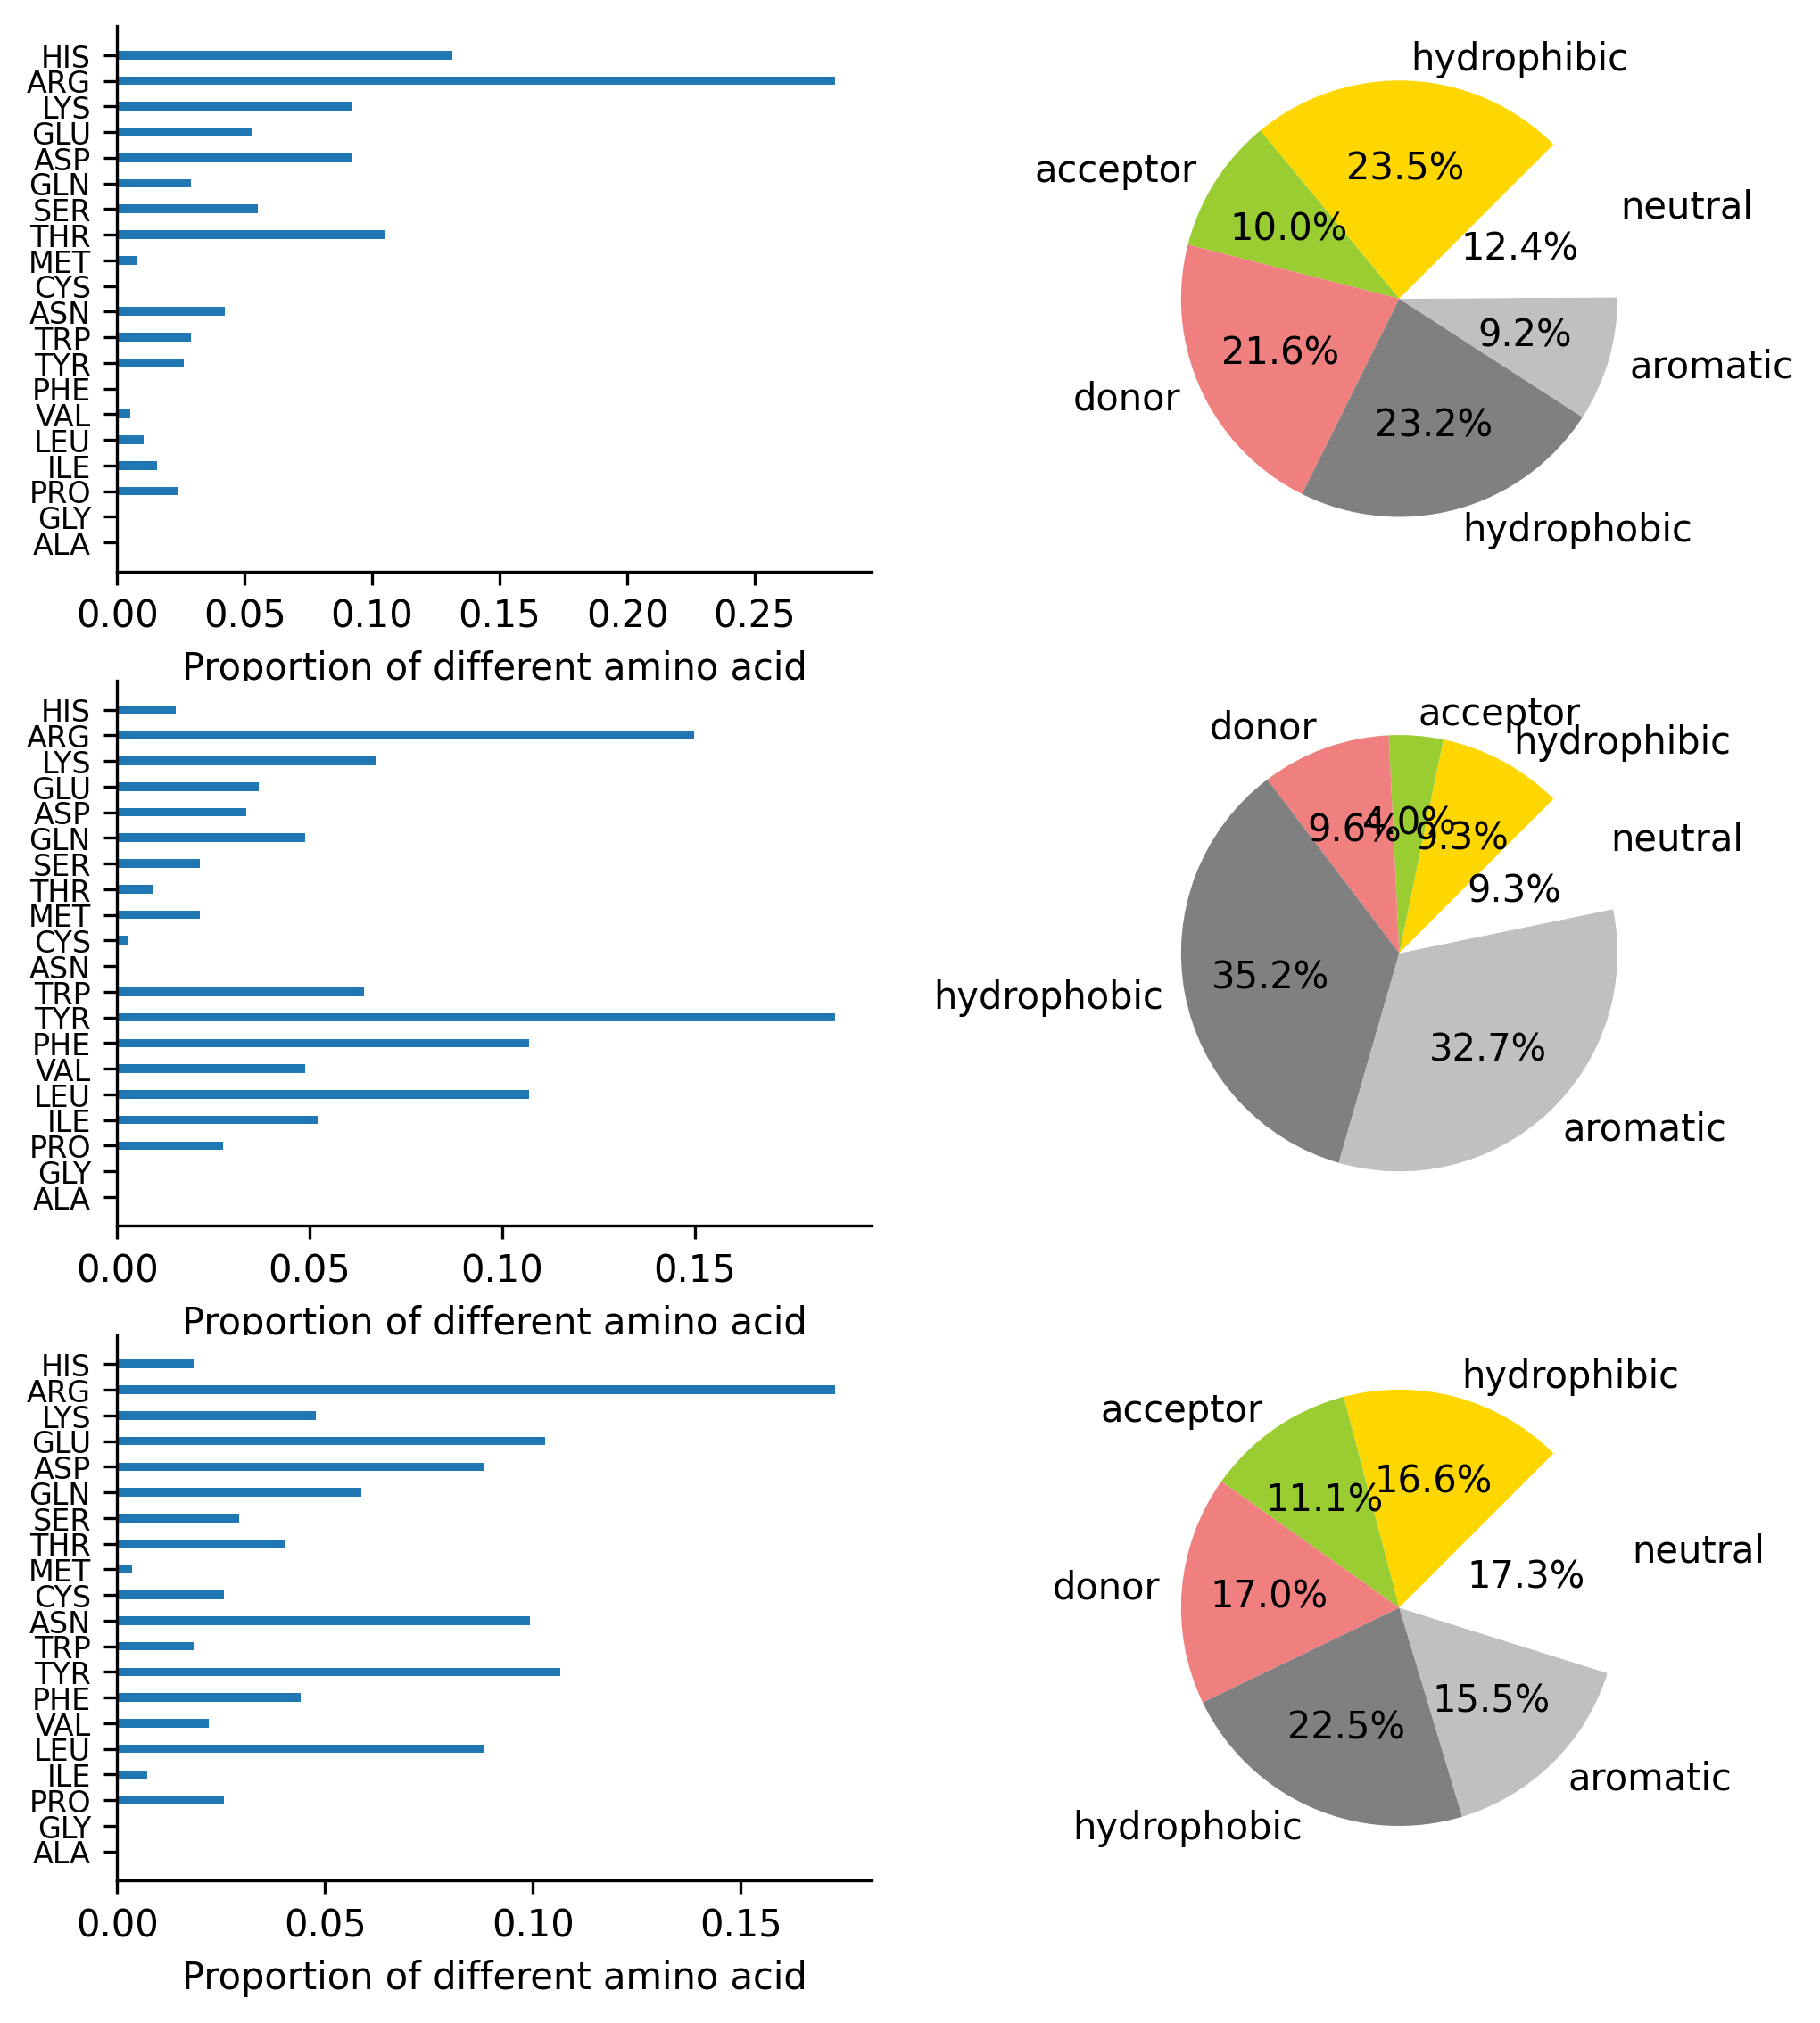 HIS
ARG
LYS
GLU
ASP
GLN
SER
THR
MET
CYS
ASN
TRP
TYR
PHE
VAL
LEU
ILE
PRO
GLY
ALA
0.00 0.05 0.10 0.15 0.20 0.25
Proportion of different amino acid
hydrophibic
23.5%
acceptor
10.0%
neutral
12.4%
donor
21.6%
9.2%
aromatic
23.2%
hydrophobic
HIS
ARG
LYS
GLU
ASP
GLN
SER
THR
MET
CYS
ASN
TRP
TYR
PHE
VAL
LEU
ILE
PRO
GLY
ALA
0.00 0.05 0.10 0.15
Proportion of different amino acid
acceptor
donor
hydrophibic
9.6%
4.0%
9.3%
neutral
9.3%
35.2%
hydrophobic
32.7%
aromatic
HIS
ARG
LYS
GLU
ASP
GLN
SER
THR
MET
CYS
ASN
TRP
TYR
PHE
VAL
LEU
ILE
PRO
GLY
ALA
0.00 0.05 0.10 0.15
Proportion of different amino acid
hydrophibic
acceptor
16.6%
11.1%
neutral
17.3%
donor
17.0%
15.5%
22.5%
aromatic
hydrophobic